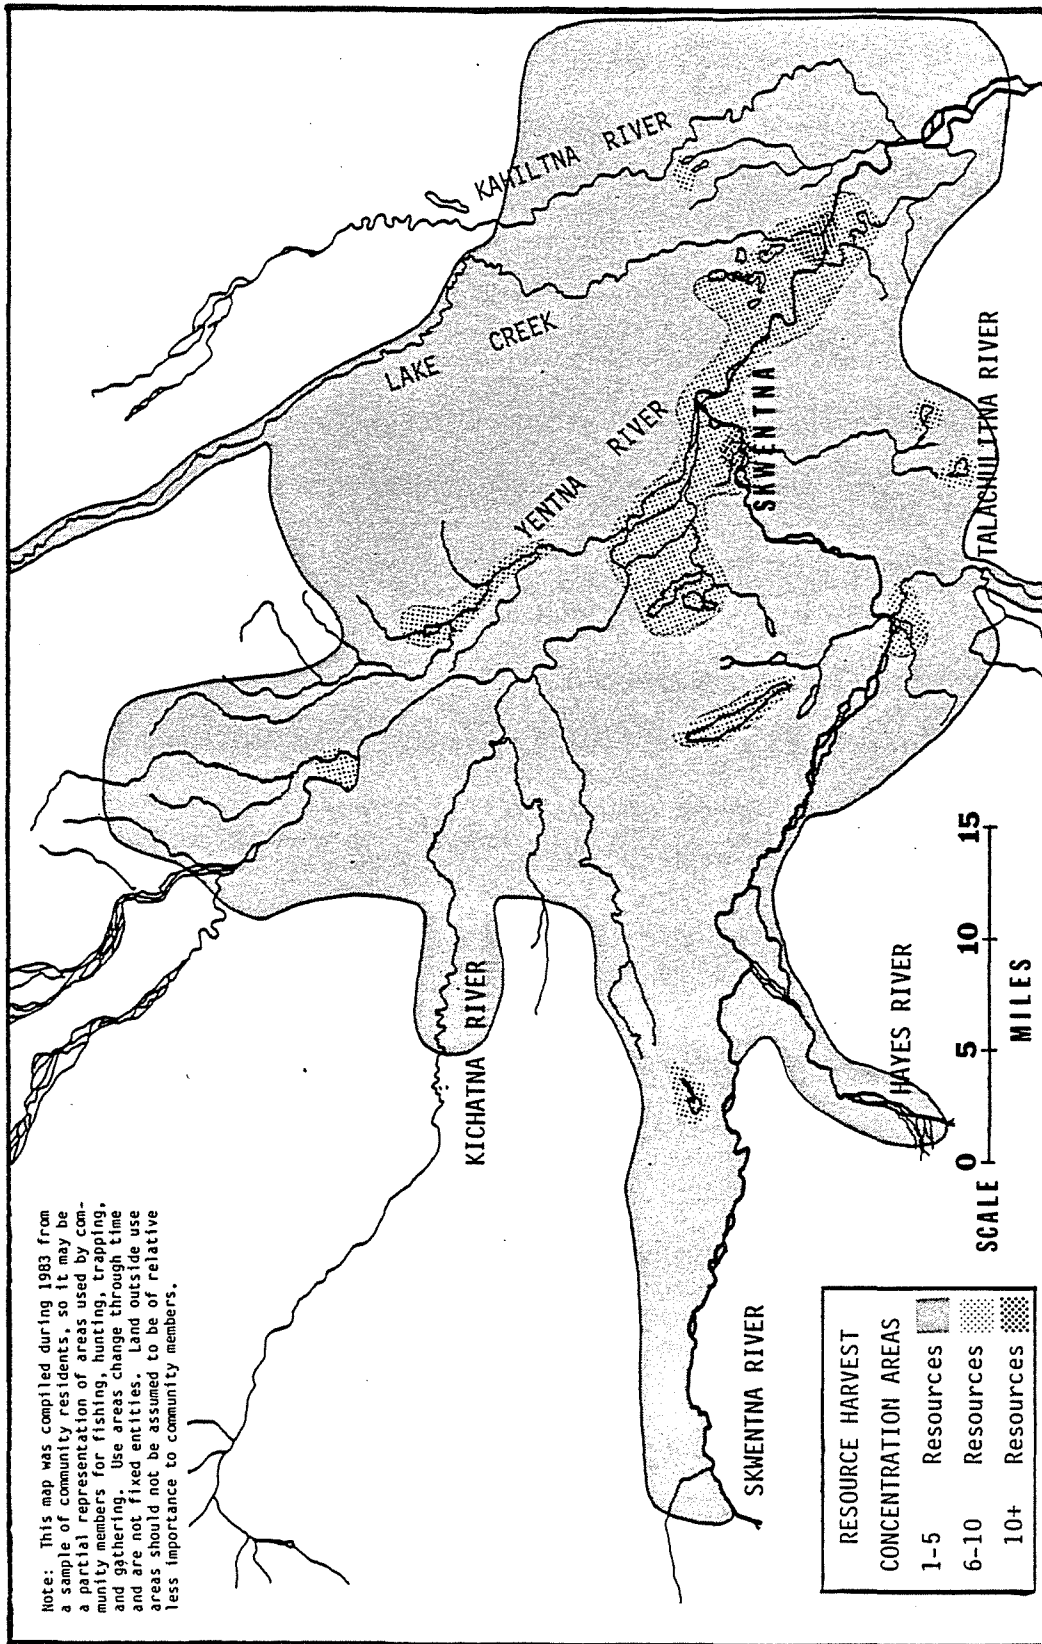 Note: This map was compiled during 1983 from
a sample of community residents, so it may be
a partial representation of areas used by com-
munity members for fishing, hunting, trapping,
and gathering. Use areas change through time
and are not fixed entities. Land outside use
areas should not be assumed to be of relative
less importance to community members.
KAHILTNA RIVER
LAKE CREEK
YENTNA RIVER
SKWENTNA
KICHATNA RIVER
TALACHULITNA RIVER
HAYES RIVER
SKWENTNA RIVER
SCALE 0 5 10 15
MILES
RESOURCE HARVEST
CONCENTRATION AREAS
1-5 Resources
6-10 Resources
10+ Resources